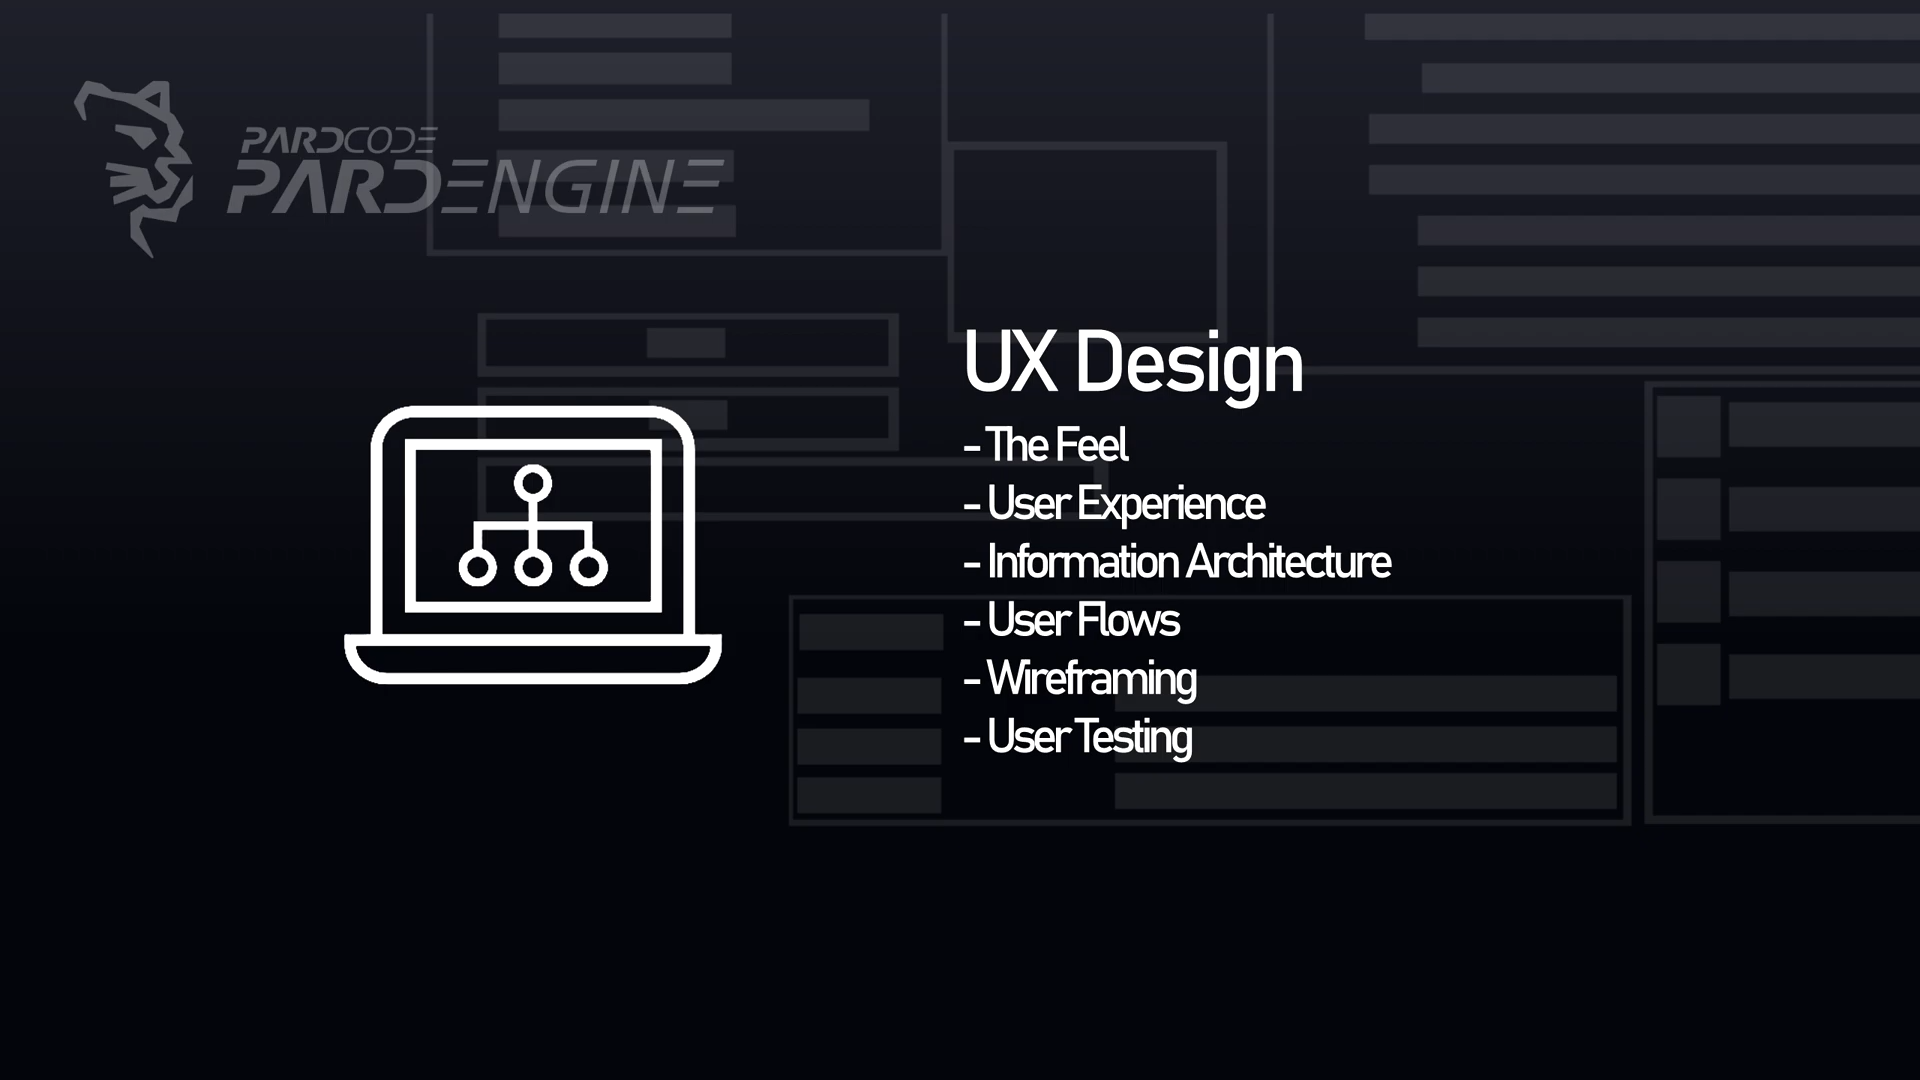 PARDCODE
PARDENGINE
UX Design
- The Feel
- User Experience
- Information Architecture
- User Flows
- Wireframing
- User Testing